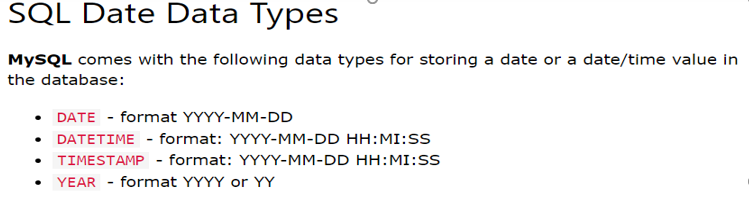 SQL Date Data Types
MySQL comes with the following data types for storing a date or a date/time value in
the database:
• DATE - format YYYY-MM-DD
• DATETIME - format: YYYY-MM-DD HH:MI:SS
• TIMESTAMP - format: YYYY-MM-DD HH:MI:SS
• YEAR - format YYYY or YY